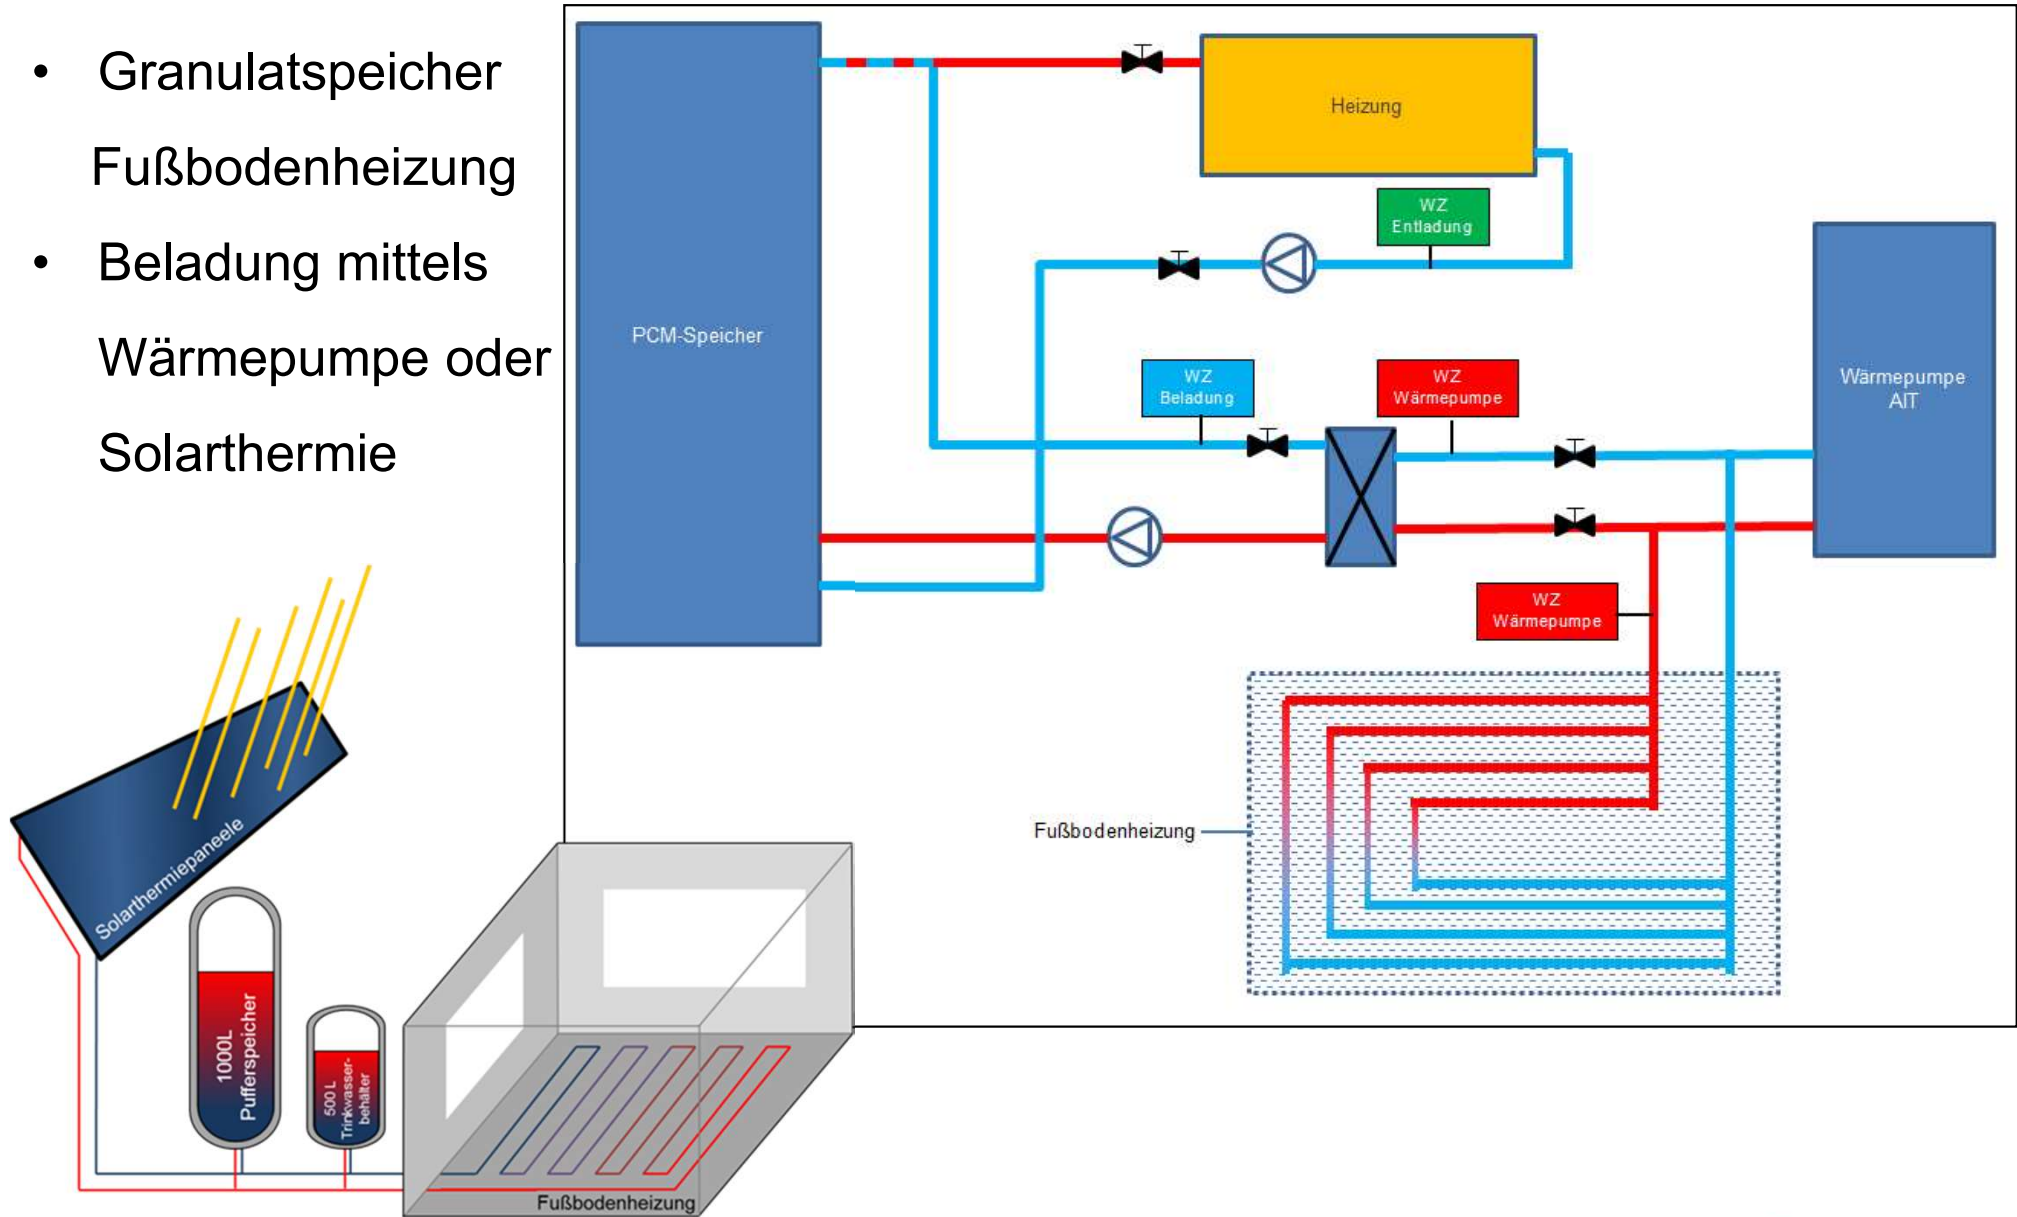 • Granulatspeicher
Fußbodenheizung
• Beladung mittels
Wärmepumpe oder
Solarthermie
PCM-Speicher
Heizung
WZ
Entladung
WZ
Beladung
WZ
Wärmepumpe
Wärmepumpe
AIT
WZ
Wärmepumpe
Fußbodenheizung
Solarthermiepaneele
1000L
Pufferspeicher
500 L
Trinkwasser-
behälter
Fußbodenheizung